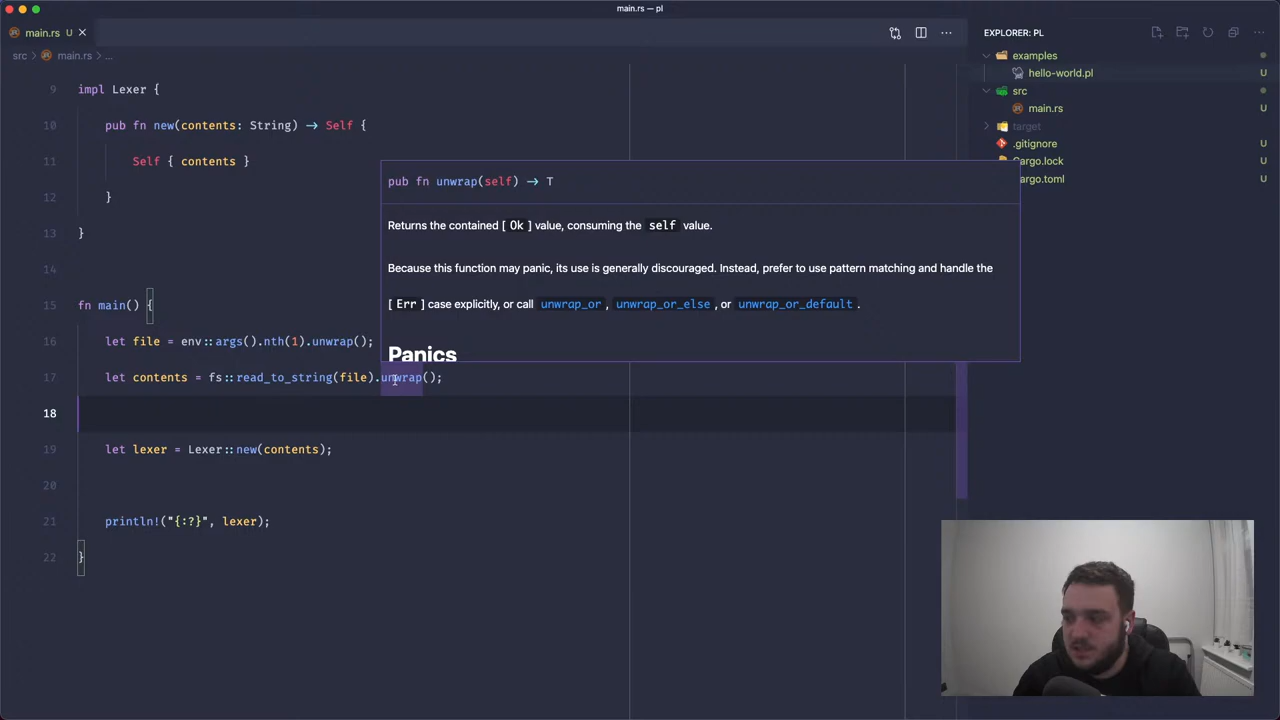 main.rs — pl
main.rs U
src > main.rs > ...
9 impl Lexer {
10 pub fn new(contents: String) → Self {
11 Self { contents }
12 }
13 }
14
15 fn main() {
16 let file = env::args().nth(1).unwrap();
17 let contents = fs::read_to_string(file).unwrap();
18
19 let lexer = Lexer::new(contents);
20
21 println!("{:?}", lexer);
22 }
pub fn unwrap(self) → T
Returns the contained [ Ok ] value, consuming the self value.
Because this function may panic, its use is generally discouraged. Instead, prefer to use pattern matching and handle the
[ Err ] case explicitly, or call unwrap_or, unwrap_or_else, or unwrap_or_default.
Panics
EXPLORER: PL
examples
hello-world.pl U
src
main.rs U
target
.gitignore U
Cargo.lock U
argo.toml U